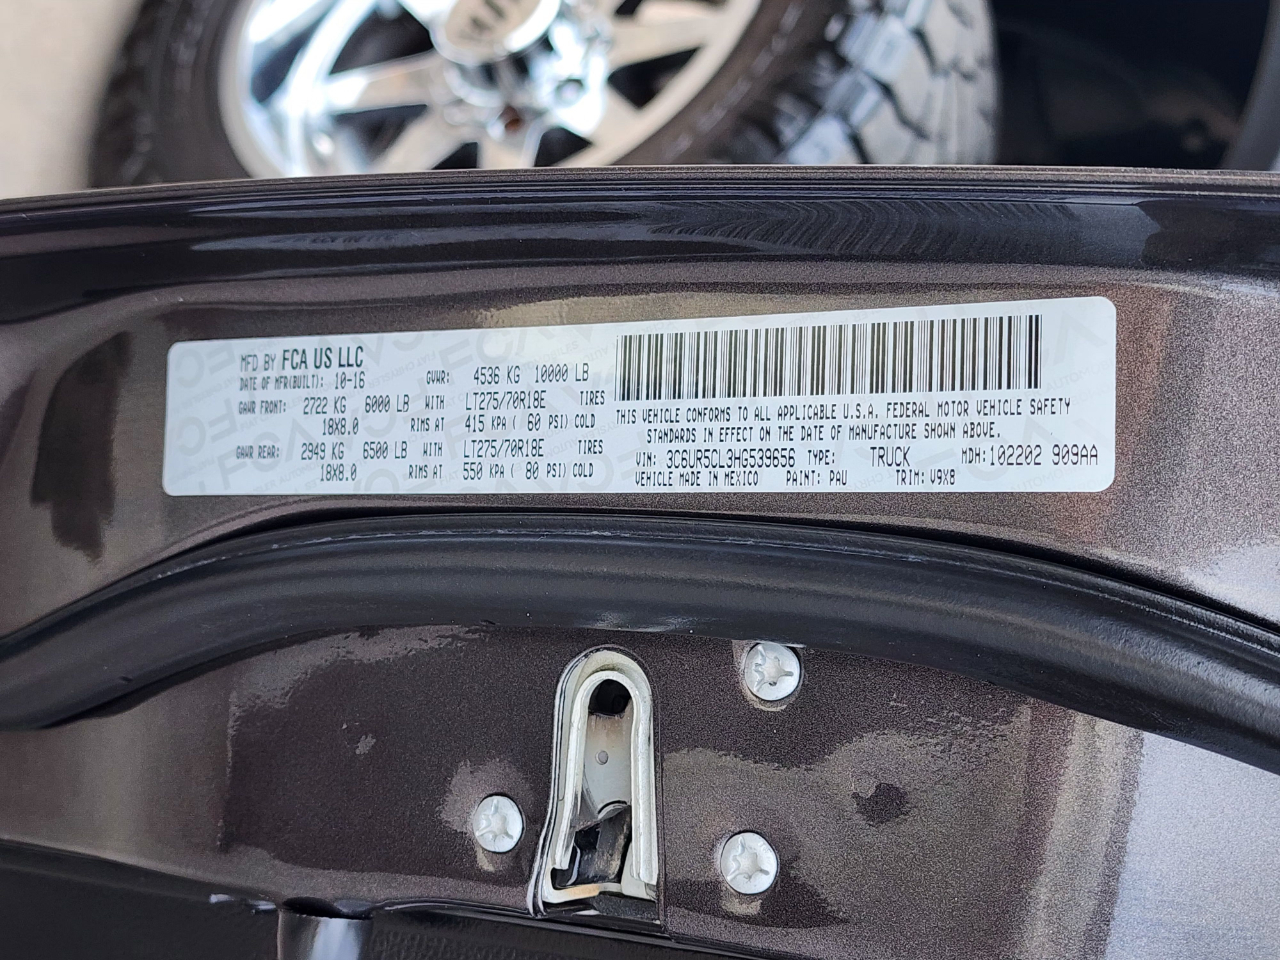 MFD BY FCA US LLC
DATE OF MFR(BUILT): 10-16 GVWR: 4536 KG 10000 LB
GAWR FRONT: 2722 KG 6000 LB WITH LT275/70R18E TIRES
18X8.0 RIMS AT 415 KPA ( 60 PSI) COLD
GAWR REAR: 2949 KG 6500 LB WITH LT275/70R18E TIRES
18X8.0 RIMS AT 550 KPA ( 80 PSI) COLD
THIS VEHICLE CONFORMS TO ALL APPLICABLE U.S.A. FEDERAL MOTOR VEHICLE SAFETY
STANDARDS IN EFFECT ON THE DATE OF MANUFACTURE SHOWN ABOVE.
VIN: 3C6UR5CL3HG539656 TYPE: TRUCK MDH: 102202 909AA
VEHICLE MADE IN MEXICO PAINT: PAU TRIM: V9X8